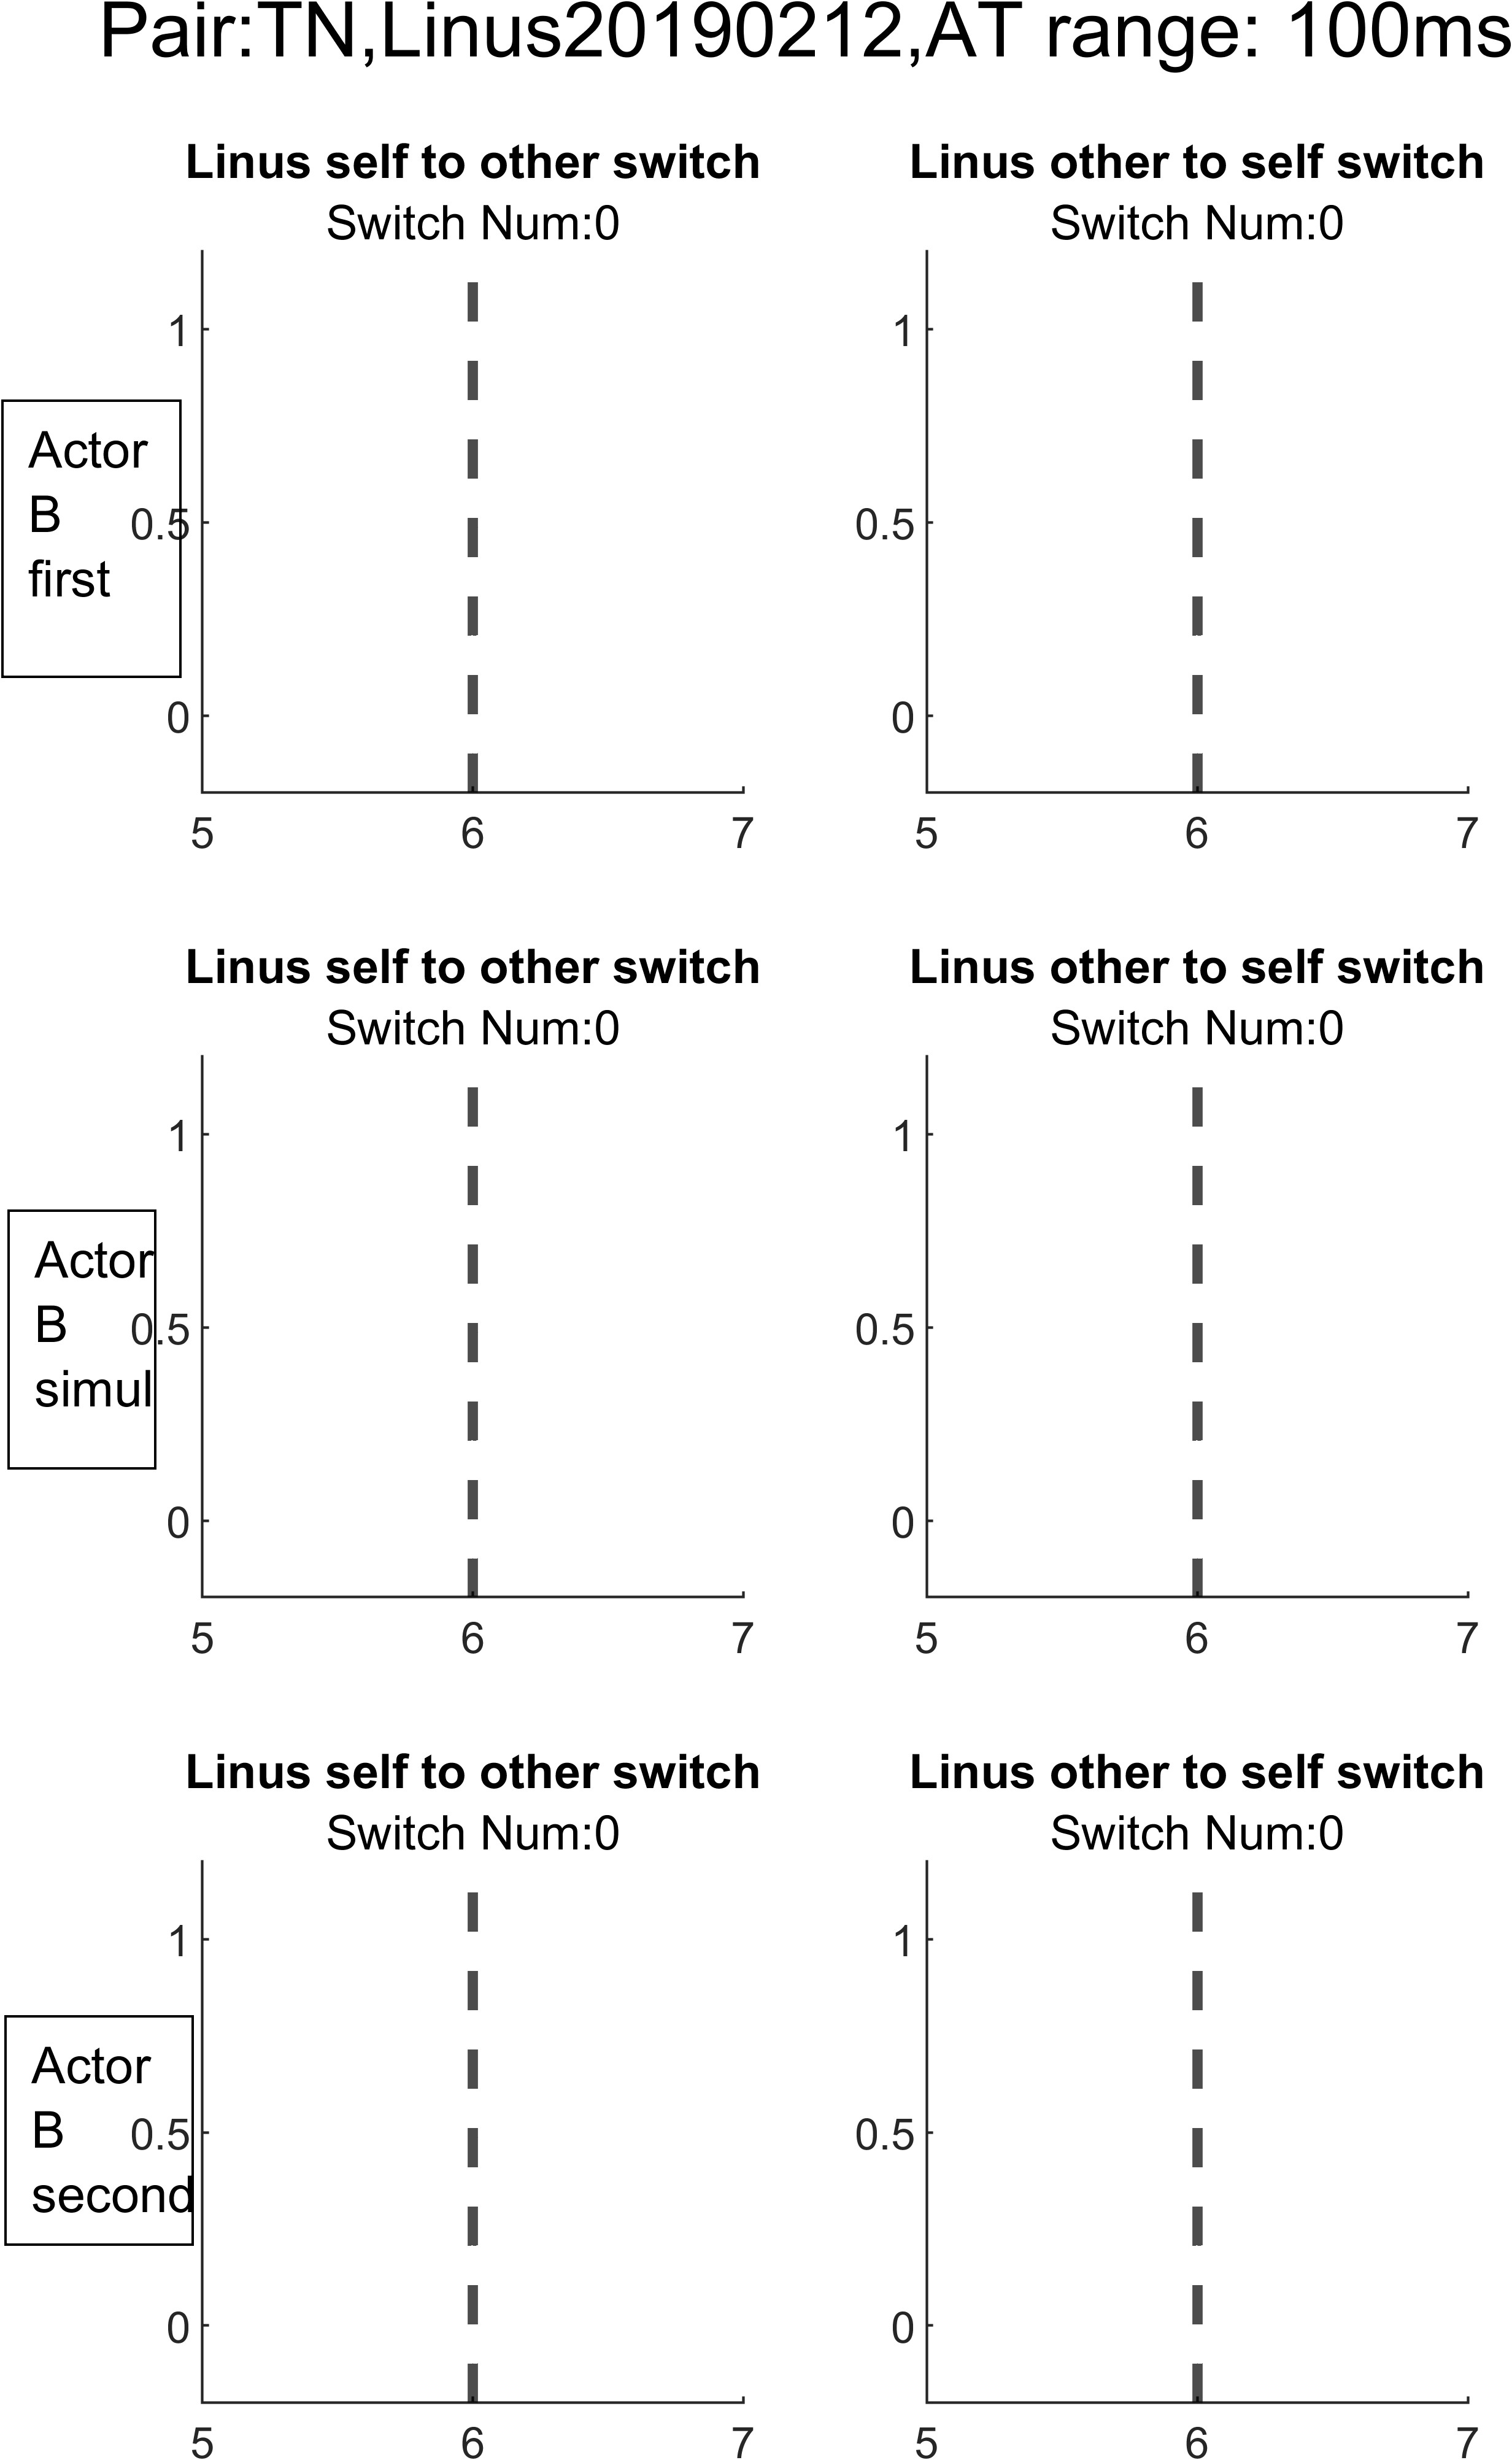 Pair:TN,Linus20190212,AT range: 100ms
Linus self to other switch
Switch Num:0
1
0.5
0
5 6 7
Linus other to self switch
Switch Num:0
1
0.5
0
5 6 7
Actor
B
first
Linus self to other switch
Switch Num:0
1
0.5
0
5 6 7
Linus other to self switch
Switch Num:0
1
0.5
0
5 6 7
Actor
B
simul
Linus self to other switch
Switch Num:0
1
0.5
0
5 6 7
Linus other to self switch
Switch Num:0
1
0.5
0
5 6 7
Actor
B
second